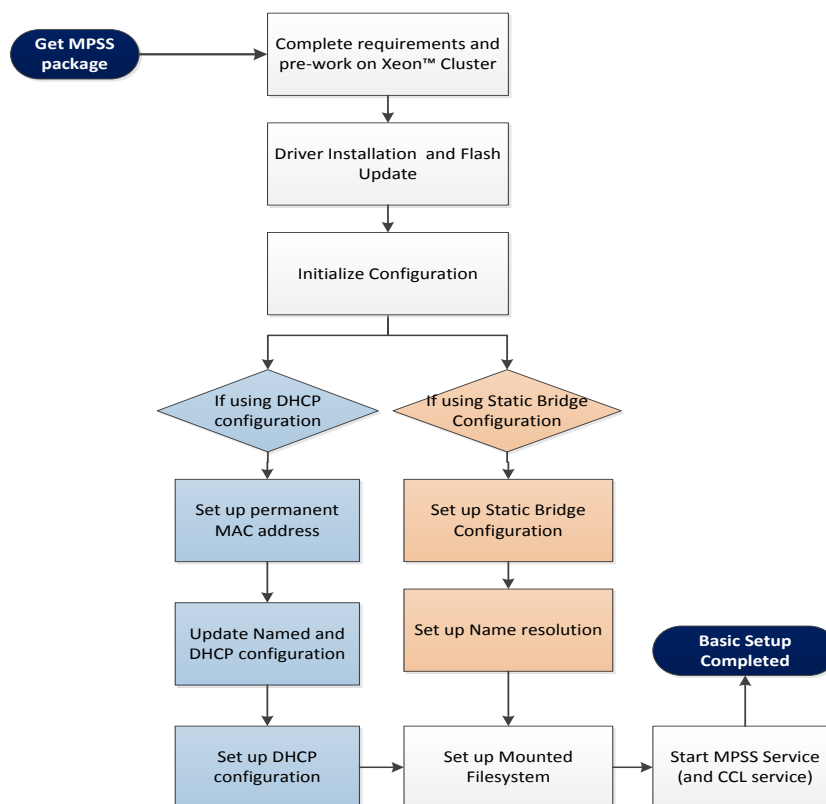 Get MPSS
package
Complete requirements and
pre-work on Xeon™ Cluster
Driver Installation and Flash
Update
Initialize Configuration
If using DHCP
configuration
If using Static Bridge
Configuration
Set up permanent
MAC address
Set up Static Bridge
Configuration
Update Named and
DHCP configuration
Set up Name resolution
Basic Setup
Completed
Set up DHCP
configuration
Set up Mounted
Filesystem
Start MPSS Service
(and CCL service)